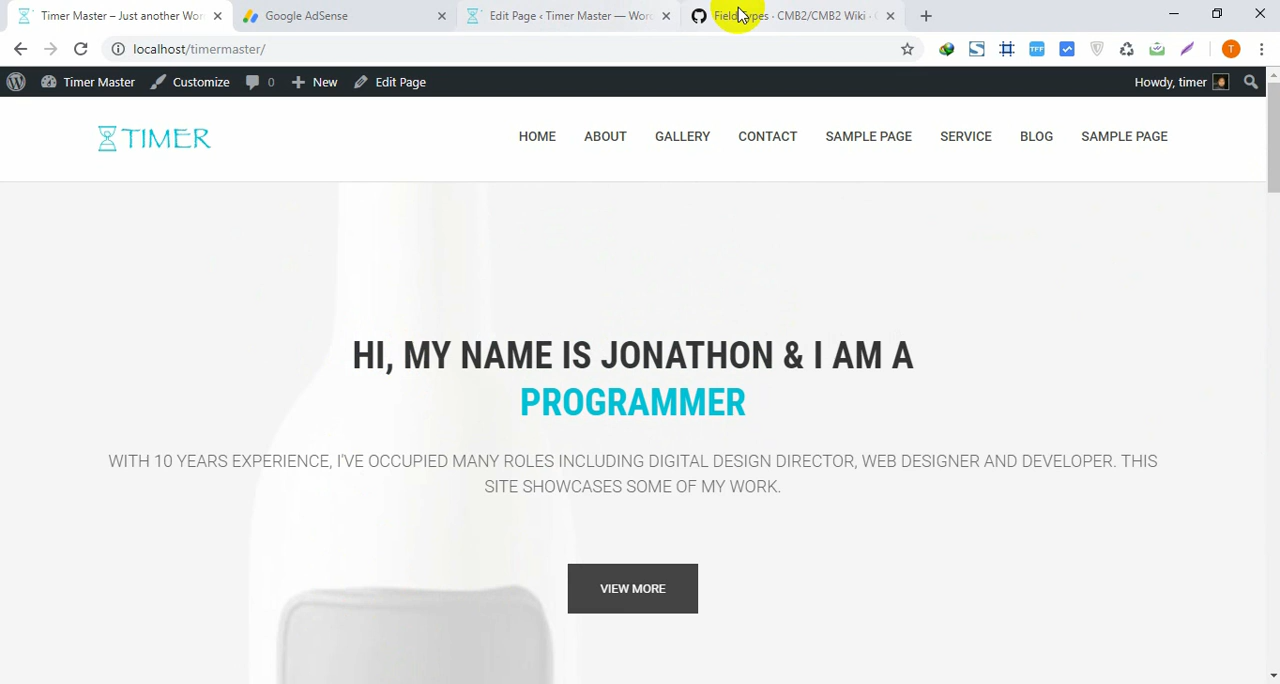 Timer Master – Just another Wor
Google AdSense
Edit Page ‹ Timer Master — Word
Field Types · CMB2/CMB2 Wiki ·
localhost/timermaster/
Timer Master
Customize
0
New
Edit Page
Howdy, timer
TIMER
HOME
ABOUT
GALLERY
CONTACT
SAMPLE PAGE
SERVICE
BLOG
SAMPLE PAGE
HI, MY NAME IS JONATHON & I AM A
PROGRAMMER
WITH 10 YEARS EXPERIENCE, I'VE OCCUPIED MANY ROLES INCLUDING DIGITAL DESIGN DIRECTOR, WEB DESIGNER AND DEVELOPER. THIS
SITE SHOWCASES SOME OF MY WORK.
VIEW MORE